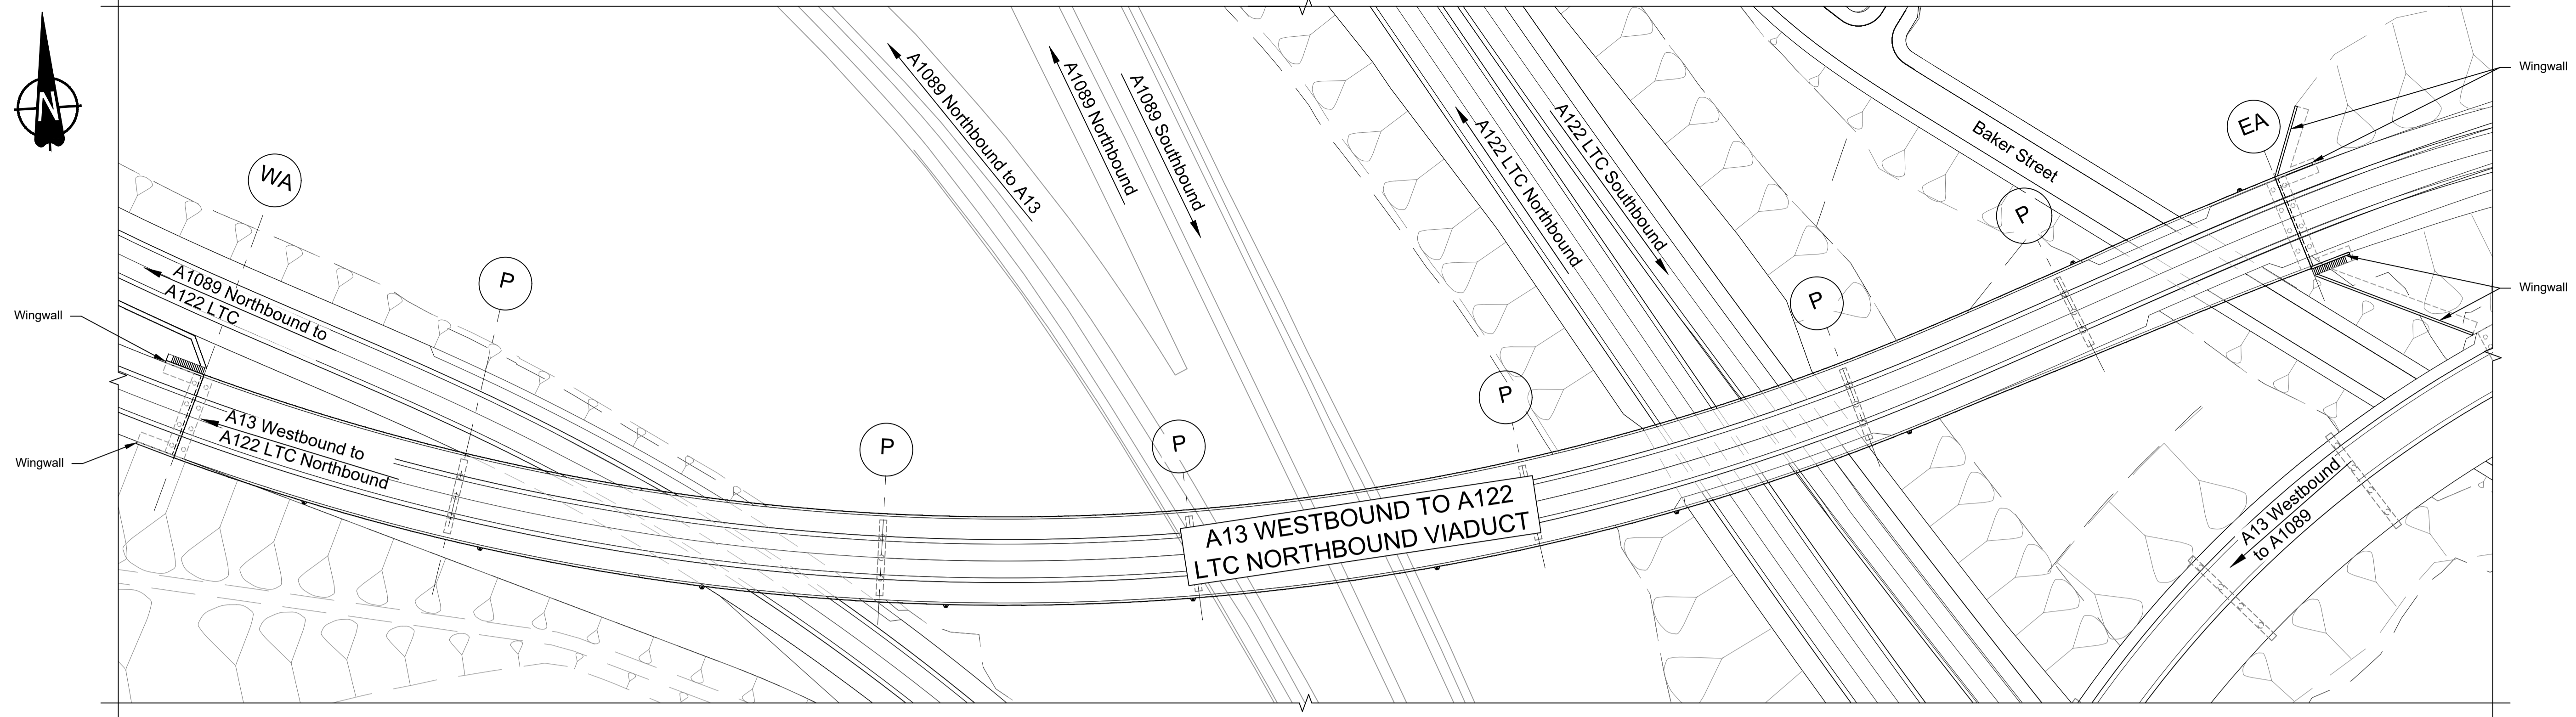 N
WA
P
P
P
P
P
P
EA
Wingwall
Wingwall
Wingwall
Wingwall
A1089 Northbound to
A122 LTC
A13 Westbound to
A122 LTC Northbound
A1089 Northbound to A13
A1089 Northbound
A1089 Southbound
A122 LTC Northbound
A122 LTC Southbound
Baker Street
A13 WESTBOUND TO A122
LTC NORTHBOUND VIADUCT
A13 Westbound
to A1089